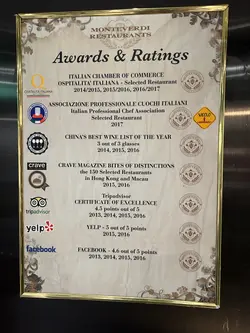 MONTEVERDI
RESTAURANTS
Awards & Ratings
ITALIAN CHAMBER OF COMMERCE
OSPITALITA' ITALIANA - Selected Restaurant
2014/2015, 2015/2016, 2016/2017
ASSOCIAZIONE PROFESSIONALE CUOCHI ITALIANI
Italian Professional Chef Association
Selected Restaurant
2017
CHINA'S BEST WINE LIST OF THE YEAR
3 out of 3 glasses
2014, 2015, 2016
crave
CRAVE MAGAZINE BITES OF DISTINCTIONS
the 150 Selected Restaurants
in Hong Kong and Macau
2015, 2016
tripadvisor
Tripadvisor
CERTIFICATE OF EXCELLENCE
4.5 points out of 5
2013, 2014, 2015, 2016
yelp
YELP - 5 out of 5 points
2015, 2016
facebook
FACEBOOK - 4.6 out of 5 points
2013, 2014, 2015, 2016